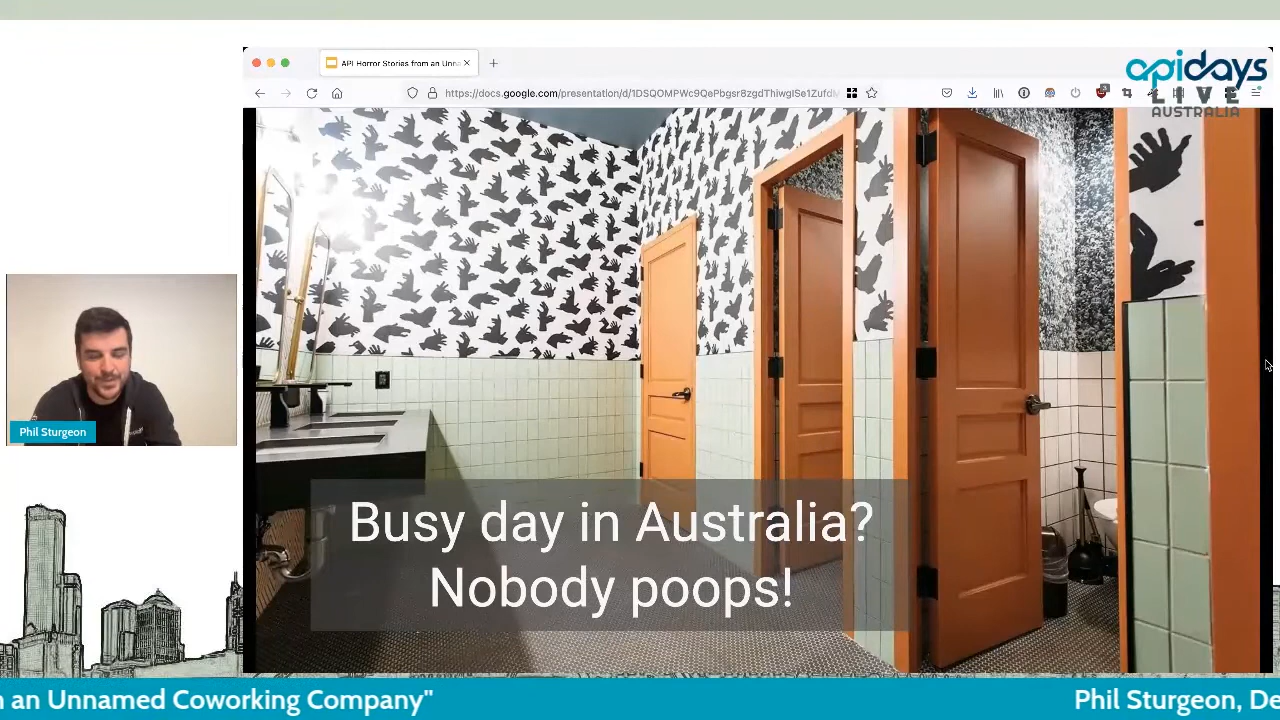 API Horror Stories from an Unna
https://docs.google.com/presentation/d/1DSQOMPWc9QePbgsr8zgdThiwgISe1Zufdl
apidays
LIVE
AUSTRALIA
Phil Sturgeon
Busy day in Australia?
Nobody poops!
n an Unnamed Coworking Company"
Phil Sturgeon, De